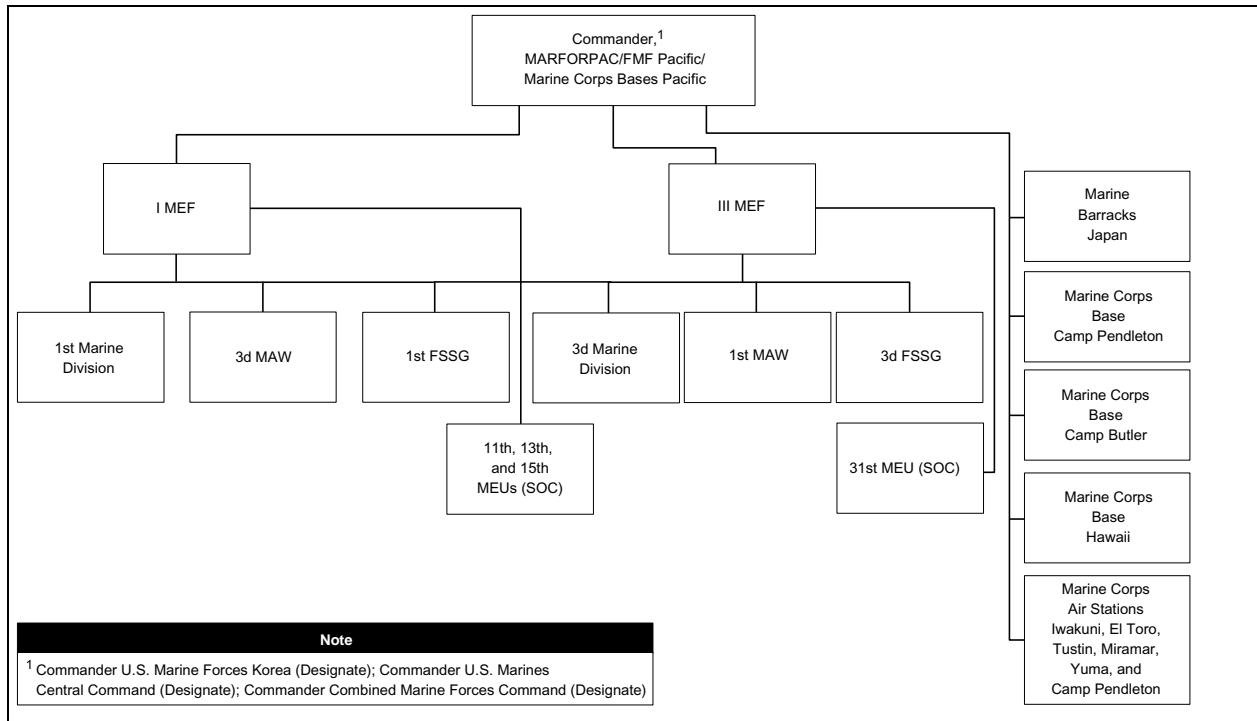 Commander,1
MARFORPAC/FMF Pacific/
Marine Corps Bases Pacific
I MEF
III MEF
1st Marine
Division
3d MAW
1st FSSG
3d Marine
Division
1st MAW
3d FSSG
11th, 13th,
and 15th
MEUs (SOC)
31st MEU (SOC)
Marine
Barracks
Japan
Marine Corps
Base
Camp Pendleton
Marine Corps
Base
Camp Butler
Marine Corps
Base
Hawaii
Marine Corps
Air Stations
Iwakuni, El Toro,
Tustin, Miramar,
Yuma, and
Camp Pendleton
Note
1 Commander U.S. Marine Forces Korea (Designate); Commander U.S. Marines
Central Command (Designate); Commander Combined Marine Forces Command (Designate)